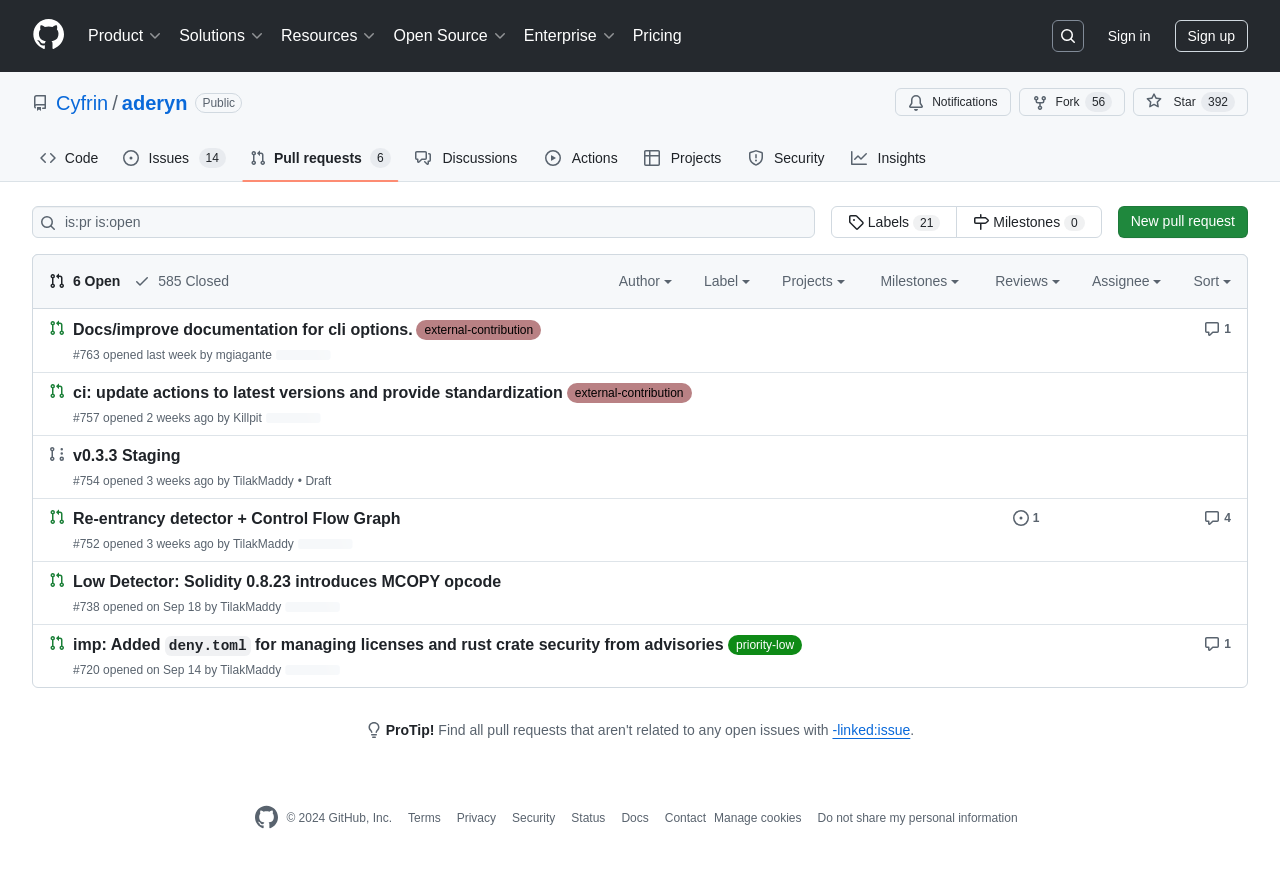 Product Solutions Resources Open Source Enterprise Pricing Sign in Sign up
Cyfrin / aderyn Public Notifications Fork 56 Star 392
Code Issues 14 Pull requests 6 Discussions Actions Projects Security Insights
is:pr is:open Labels 21 Milestones 0 New pull request
6 Open 585 Closed Author Label Projects Milestones Reviews Assignee Sort
Docs/improve documentation for cli options. external-contribution 1
#763 opened last week by mgiagante
ci: update actions to latest versions and provide standardization external-contribution
#757 opened 2 weeks ago by Killpit
v0.3.3 Staging
#754 opened 3 weeks ago by TilakMaddy • Draft
Re-entrancy detector + Control Flow Graph 1 4
#752 opened 3 weeks ago by TilakMaddy
Low Detector: Solidity 0.8.23 introduces MCOPY opcode
#738 opened on Sep 18 by TilakMaddy
imp: Added deny.toml for managing licenses and rust crate security from advisories priority-low 1
#720 opened on Sep 14 by TilakMaddy
ProTip! Find all pull requests that aren't related to any open issues with -linked:issue.
© 2024 GitHub, Inc. Terms Privacy Security Status Docs Contact Manage cookies Do not share my personal information